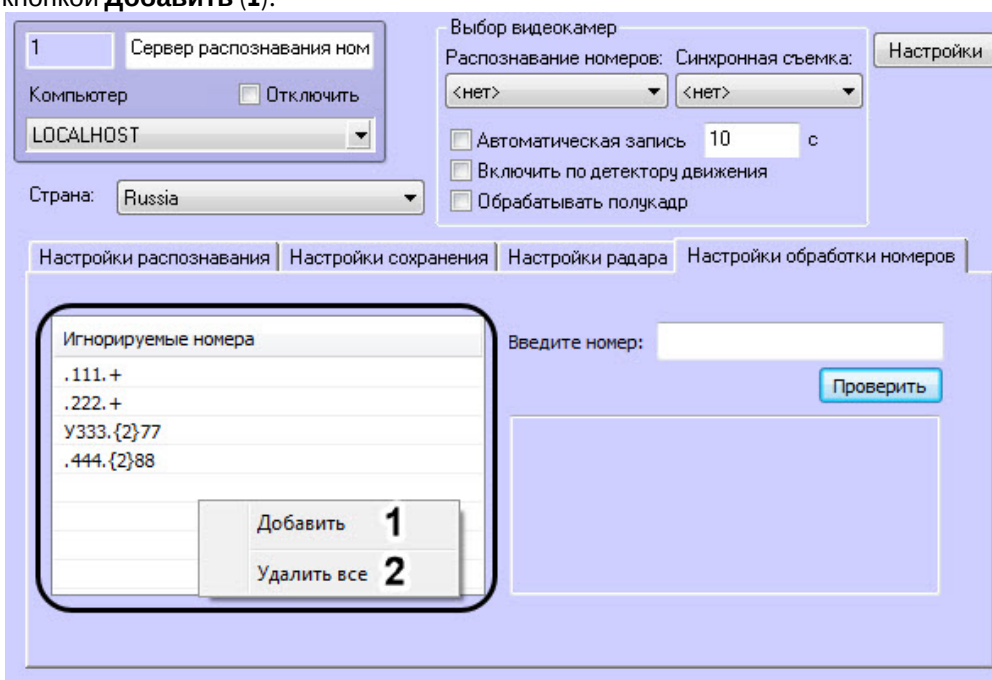 кнопкой Добавить (1).
1 Сервер распознавания ном
Компьютер Отключить
LOCALHOST
Страна: Russia
Выбор видеокамер
Распознавание номеров: Синхронная съемка:
<нет> <нет>
Автоматическая запись 10 с
Включить по детектору движения
Обрабатывать полукадр
Настройки
Настройки распознавания Настройки сохранения Настройки радара Настройки обработки номеров
Игнорируемые номера
.111.+
.222.+
У333.{2}77
.444.{2}88
Добавить 1
Удалить все 2
Введите номер:
Проверить